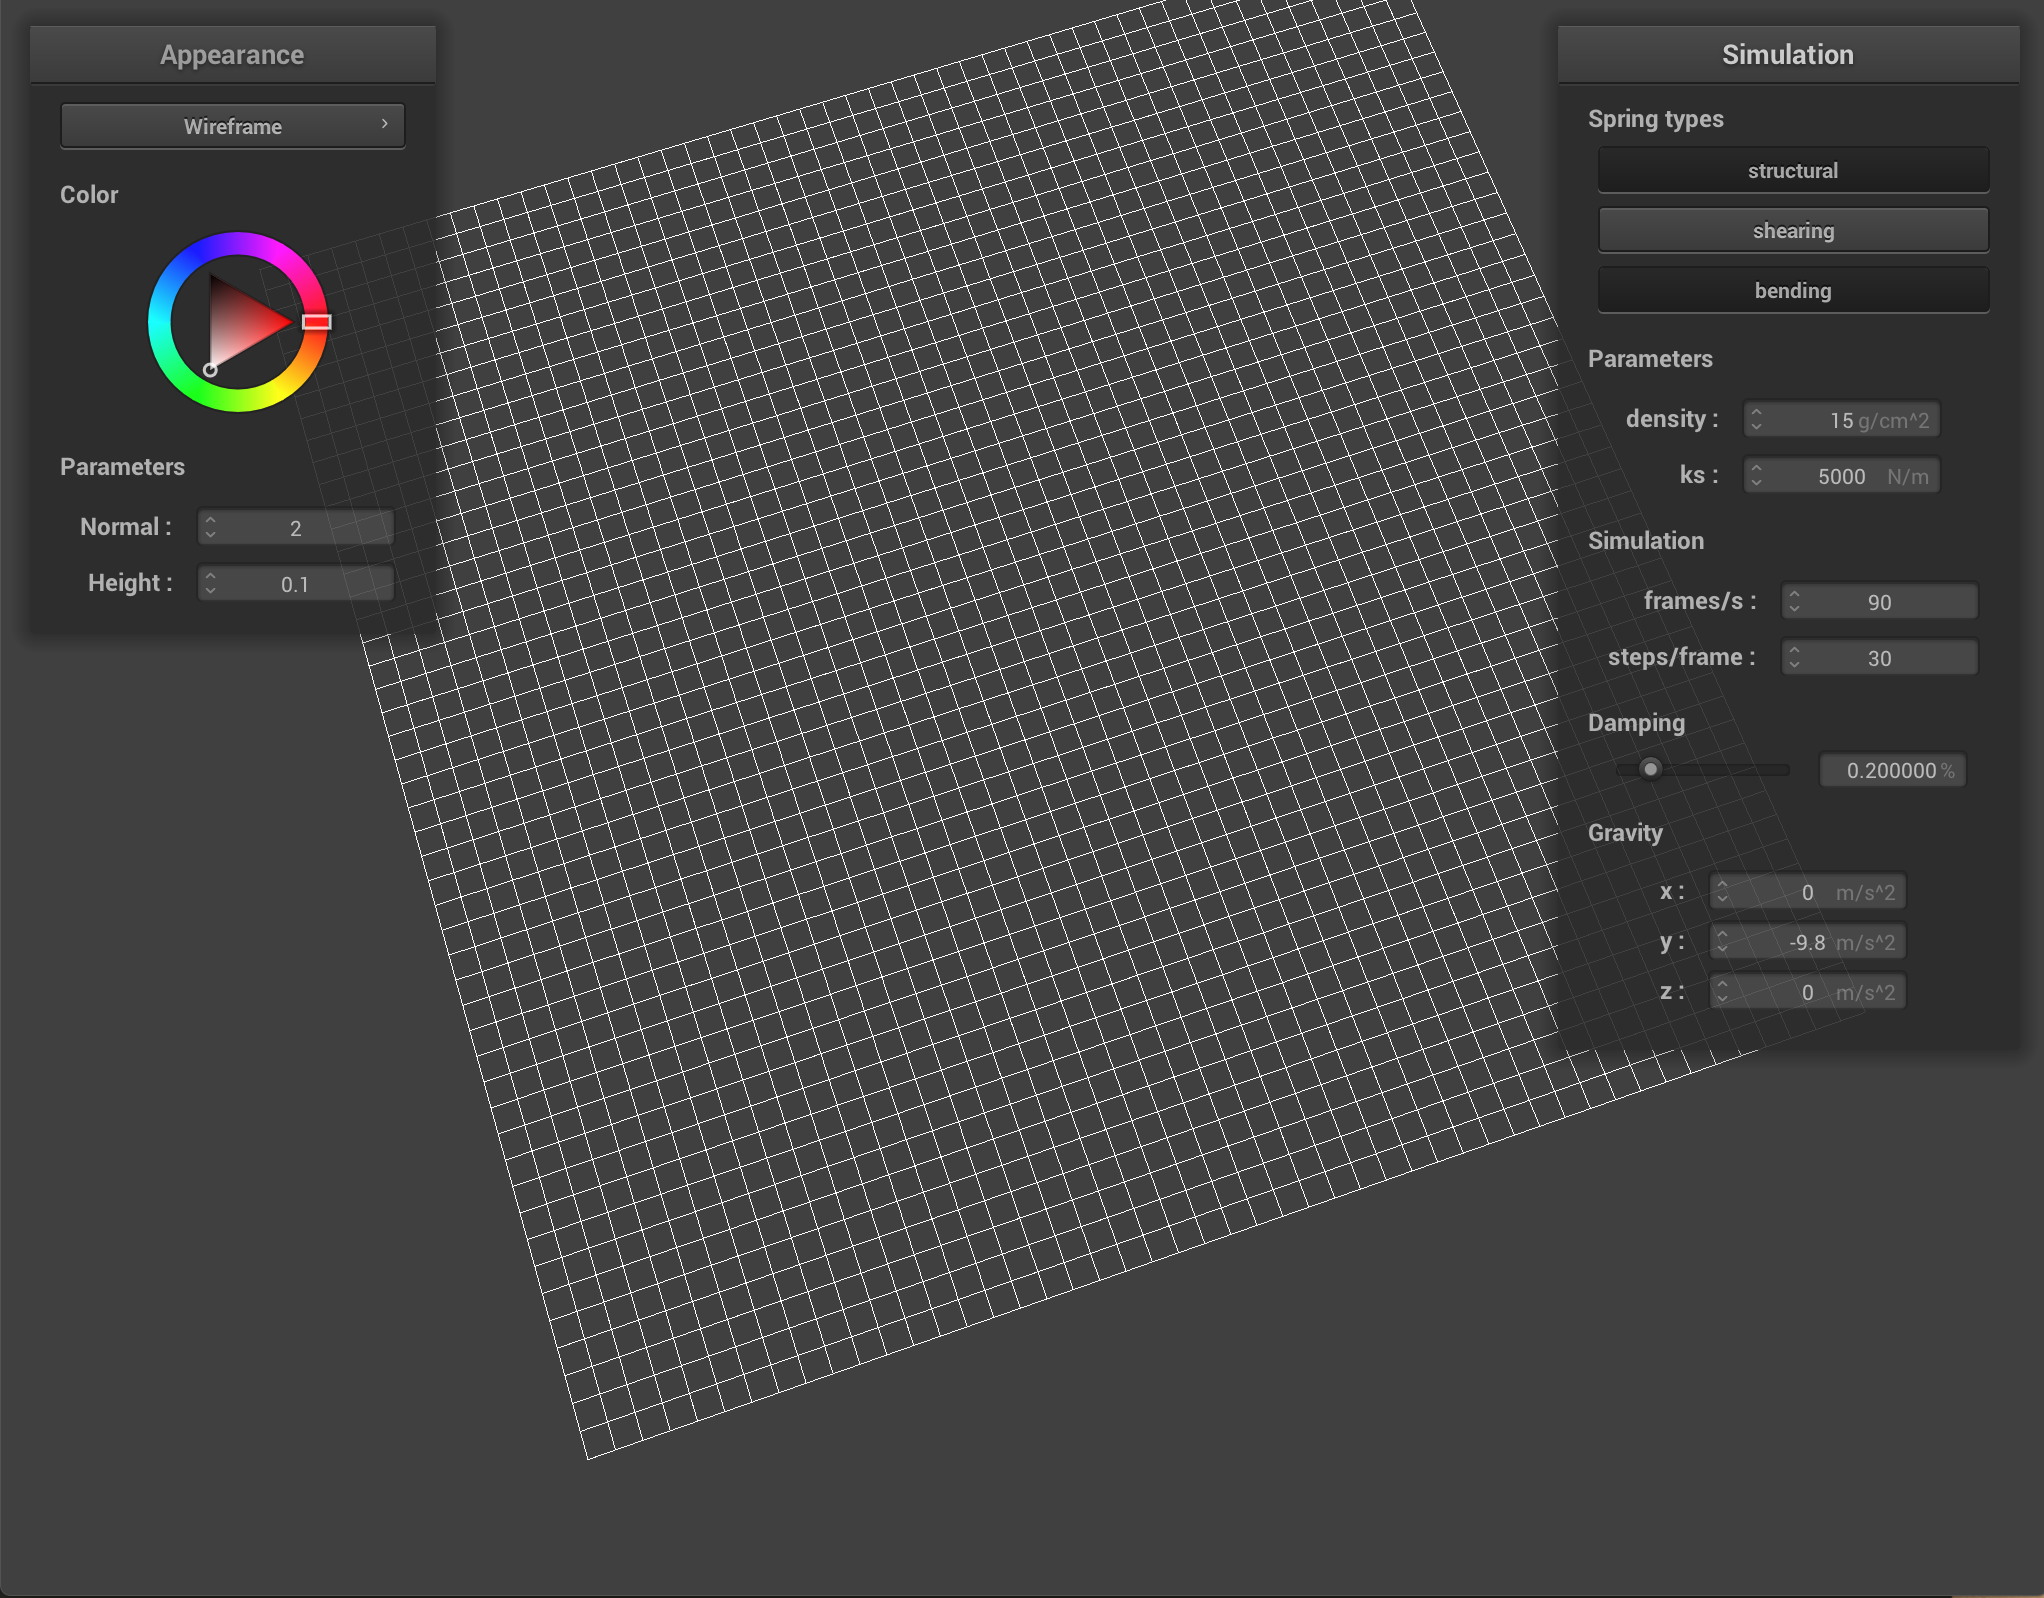 Appearance
Wireframe
Color
Parameters
Normal : 2
Height : 0.1
Simulation
Spring types
structural
shearing
bending
Parameters
density : 15 g/cm^2
ks : 5000 N/m
Simulation
frames/s : 90
steps/frame : 30
Damping
0.200000 %
Gravity
x : 0 m/s^2
y : -9.8 m/s^2
z : 0 m/s^2